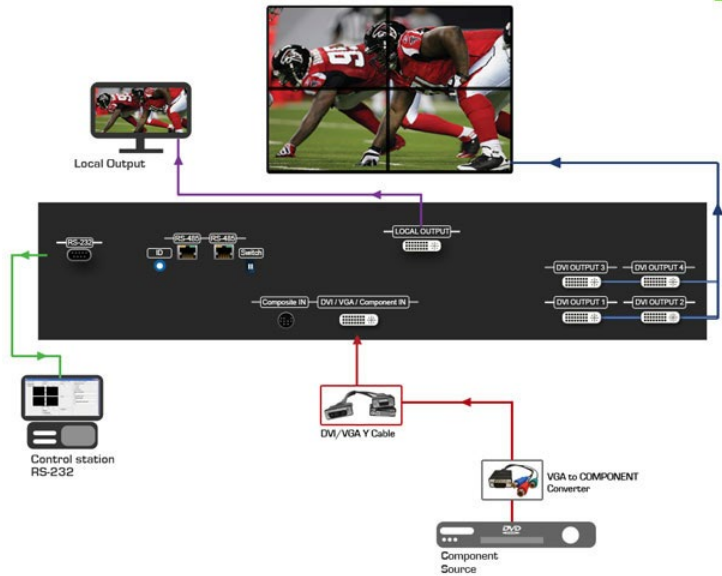 Local Output
LOCAL OUTPUT
RS-232
RS-485
RS-485
ID
Switch
DVI OUTPUT 3
DVI OUTPUT 4
Composite IN
DVI / VGA / Component IN
DVI OUTPUT 1
DVI OUTPUT 2
Control station
RS-232
DVI/VGA Y Cable
VGA to COMPONENT
Converter
DVD
Component
Source